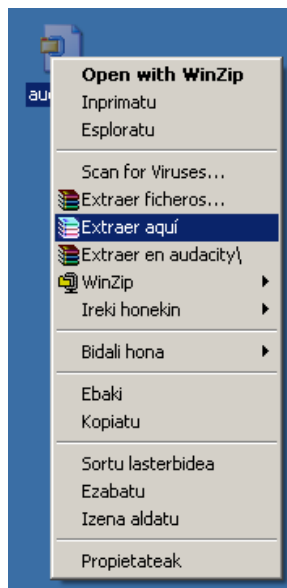 Open with WinZip
Inprimatu
Esploratu
Scan for Viruses...
Extraer ficheros...
Extraer aquí
Extraer en audacity\
WinZip
Ireki honekin
Bidali hona
Ebaki
Kopiatu
Sortu lasterbidea
Ezabatu
Izena aldatu
Propietateak